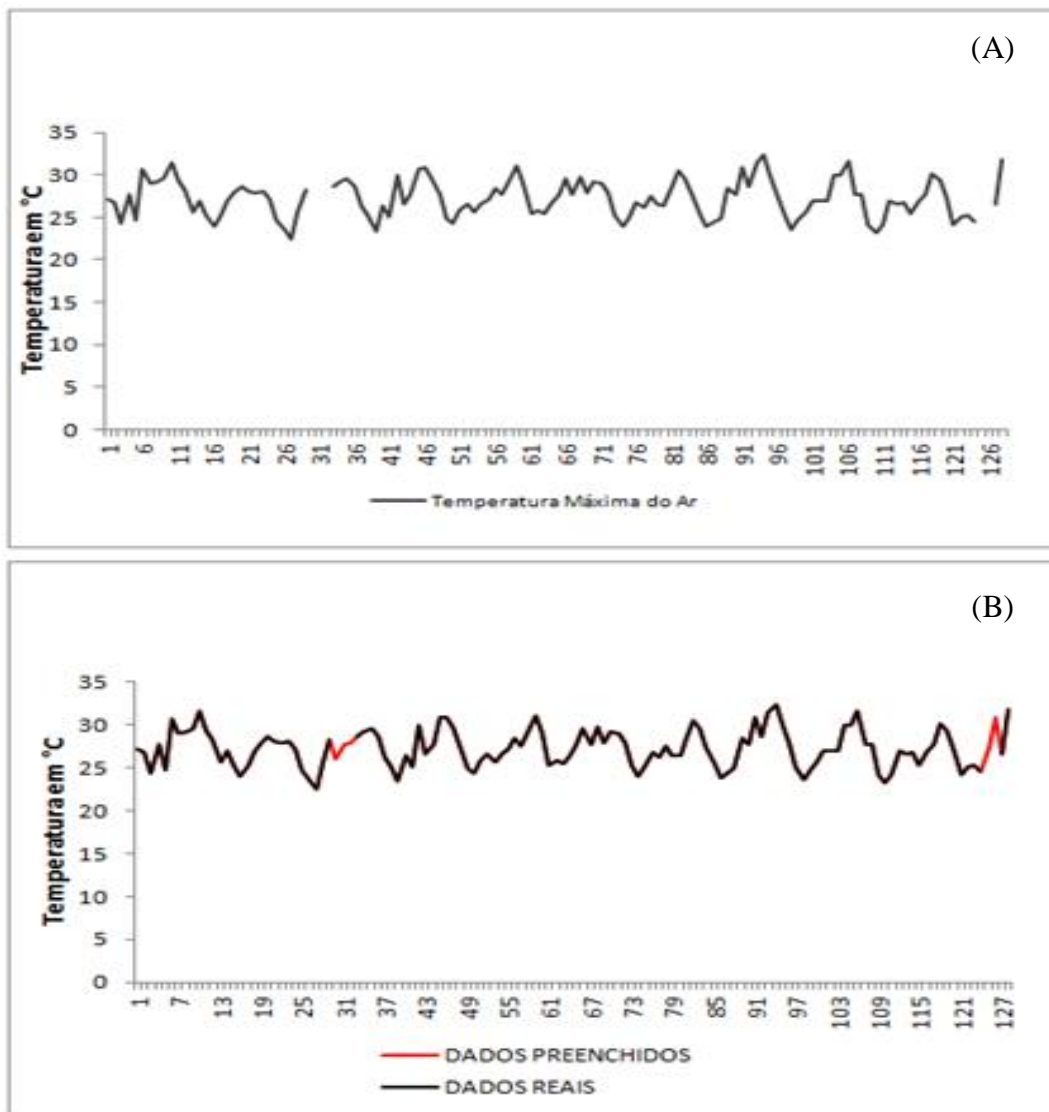 (A)
Temperatura em °C
35
30
25
20
15
10
5
0
1 6 11 16 21 26 31 36 41 46 51 56 61 66 71 76 81 86 91 96 101 106 111 116 121 126
Temperatura Máxima do Ar
(B)
Temperatura em °C
35
30
25
20
15
10
5
0
1 7 13 19 25 31 37 43 49 55 61 67 73 79 85 91 97 103 109 115 121 127
DADOS PREENCHIDOS
DADOS REAIS